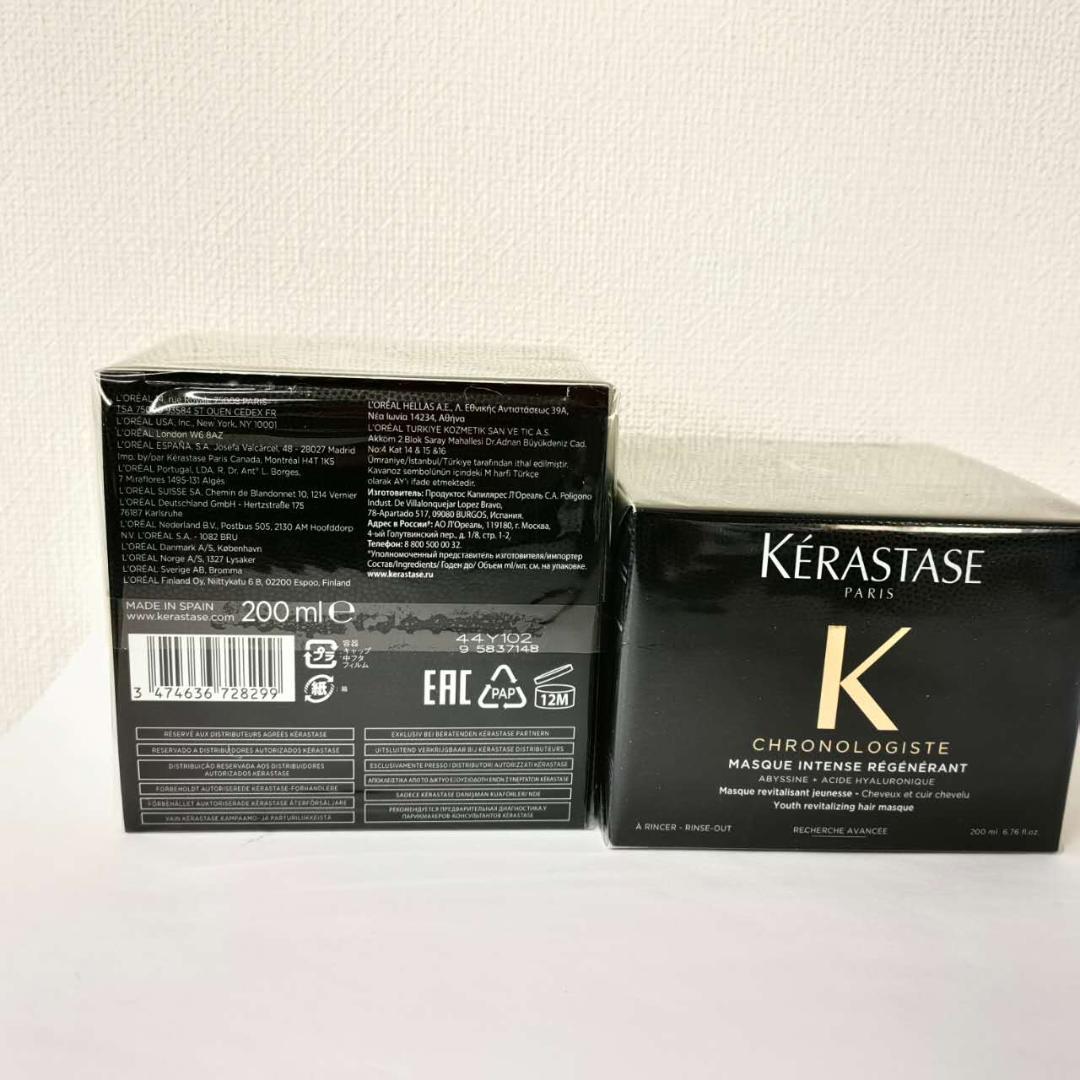 L'ORÉAL 14, rue Royale 75008 PARIS
TSA 75000 93584 ST OUEN CEDEX FR
L'ORÉAL USA, Inc., New York, NY 10001
L'ORÉAL London W6 8AZ
L'ORÉAL ESPAÑA, S.A. Josefa Valcárcel, 48 - 28027 Madrid
Imp. by/par Kérastase Paris Canada, Montréal H4T 1K5
L'ORÉAL Portugal, LDA, R. Dr. Antº L. Borges,
7 Miraflores 1495-131 Algés
L'ORÉAL SUISSE SA, Chemin de Blandonnet 10, 1214 Vernier
L'ORÉAL Deutschland GmbH - Hertzstraße 175
76187 Karlsruhe
L'ORÉAL Nederland B.V., Postbus 505, 2130 AM Hoofddorp
N.V. L'ORÉAL S.A. - 1082 BRU
L'ORÉAL Danmark A/S, København
L'ORÉAL Norge A/S, 1327 Lysaker
L'ORÉAL Sverige AB, Bromma
L'ORÉAL Finland Oy, Niittykatu 6 B, 02200 Espoo, Finland
L'ORÉAL HELLAS A.E., Λ. Εθνικής Αντιστάσεως 39Α,
Νέα Ιωνία 14234, Αθήνα
L'ORÉAL TURKIYE KOZMETIK SAN VE TIC A.S.
Akkom 2.Blok Saray Mahallesi Dr.Adnan Büyükdeniz Cad.
No:4 Kat 14 & 15 &16
Ümraniye/İstanbul/Türkiye tarafından ithal edilmiştir.
Kavanoz sembolünün içindeki M harfi Türkçe
olarak AY'ı ifade etmektedir.
Изготовитель: Продуктос Капиларес Л'Ореаль С.А. Poligono
Indust. De Villalonquejar Lopez Bravo,
78-Apartado 517, 09080 BURGOS, Испания.
Адрес в России*: АО Л'Ореаль, 119180, г. Москва,
4-ый Голутвинский пер., д. 1/8, стр. 1-2,
Телефон: 8 800 500 00 32.
*Уполномоченный представитель изготовителя/импортер
Состав/Ingredients/ Годен до/ Объем ml/мл: см. на упаковке.
www.kerastase.ru
MADE IN SPAIN
www.kerastase.com
200 ml e
44Y102
9 583714B
3 474636 728299
プラ
容器
キャップ
中フタ
フィルム
紙 : 箱
EAC
PAP
12M
RÉSERVÉ AUX DISTRIBUTEURS AGRÉÉS KÉRASTASE
RESERVADO A DISTRIBUIDORES AUTORIZADOS KÉRASTASE
DISTRIBUIÇÃO RESERVADA AOS DISTRIBUIDORES
AUTORIZADOS KÉRASTASE
FORBEHOLDT AUTORISEREDE KÉRASTASE-FORHANDLERE
FÖRBEHÅLLET AUKTORISERADE KÉRASTASE ÅTERFÖRSÄLJARE
VAIN KÉRASTASE KAMPAAMO- JA PARTURILIIKKEISTÄ
EXKLUSIV BEI BERATENDEN KÉRASTASE PARTNERN
UITSLUITEND VERKRIJGBAAR BIJ KÉRASTASE DISTRIBUTEURS
ESCLUSIVAMENTE PRESSO I DISTRIBUTORI AUTORIZZATI KÉRASTASE
SADECE KÉRASTASE DANIŞMAN KUAFÖRLERİ'NDE
РЕКОМЕНДУЕТСЯ ПРЕДВАРИТЕЛЬНАЯ ДИАГНОСТИКА У
ПАРИКМАХЕРОВ-КОНСУЛЬТАНТОВ KÉRASTASE
KÉRASTASE
PARIS
K
CHRONOLOGISTE
MASQUE INTENSE RÉGÉNÉRANT
ABYSSINE + ACIDE HYALURONIQUE
Masque revitalisant jeunesse - Cheveux et cuir chevelu
Youth revitalizing hair masque
À RINCER - RINSE-OUT
RECHERCHE AVANCÉE
200 ml 6.76 fl.oz.